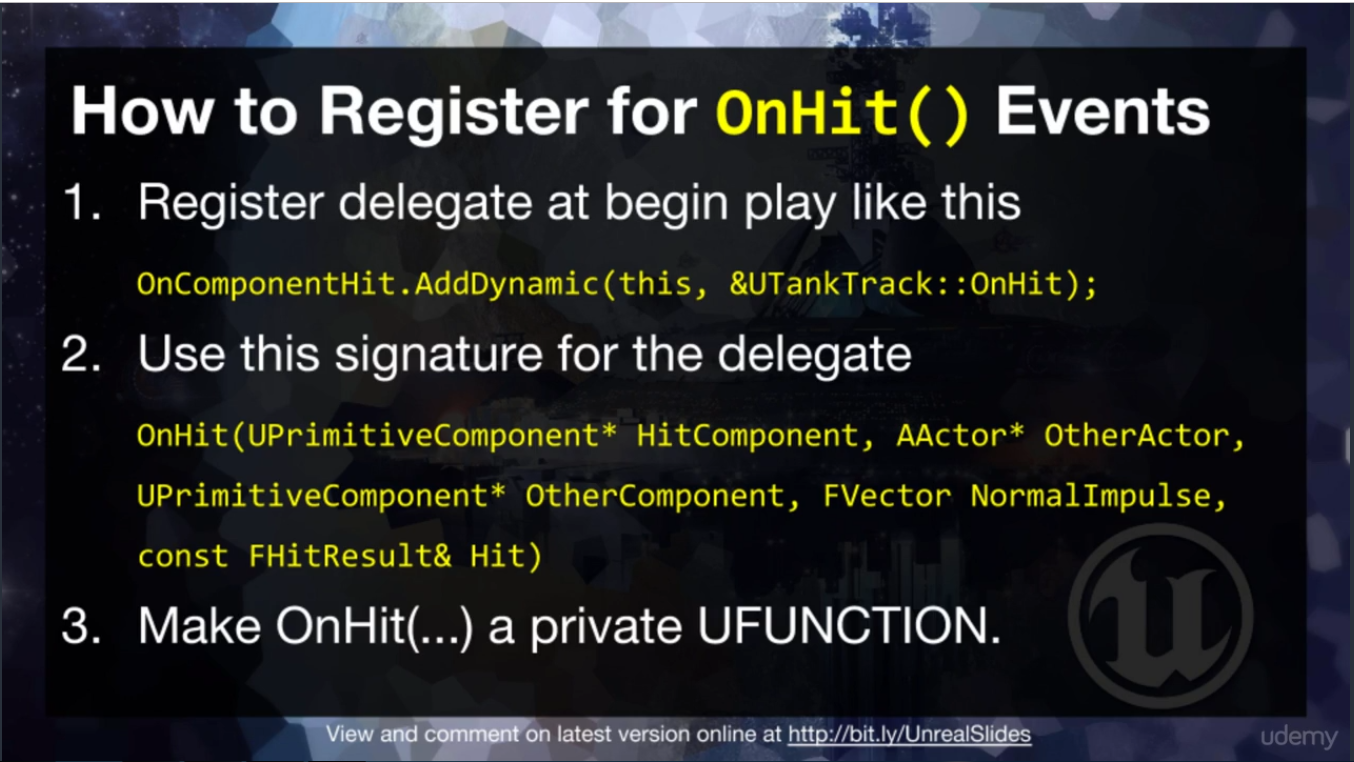 How to Register for OnHit() Events
1. Register delegate at begin play like this
OnComponentHit.AddDynamic(this, &UTankTrack::OnHit);
2. Use this signature for the delegate
OnHit(UPrimitiveComponent* HitComponent, AActor* OtherActor,
UPrimitiveComponent* OtherComponent, FVector NormalImpulse,
const FHitResult& Hit)
3. Make OnHit(...) a private UFUNCTION.
View and comment on latest version online at http://bit.ly/UnrealSlides
udemy